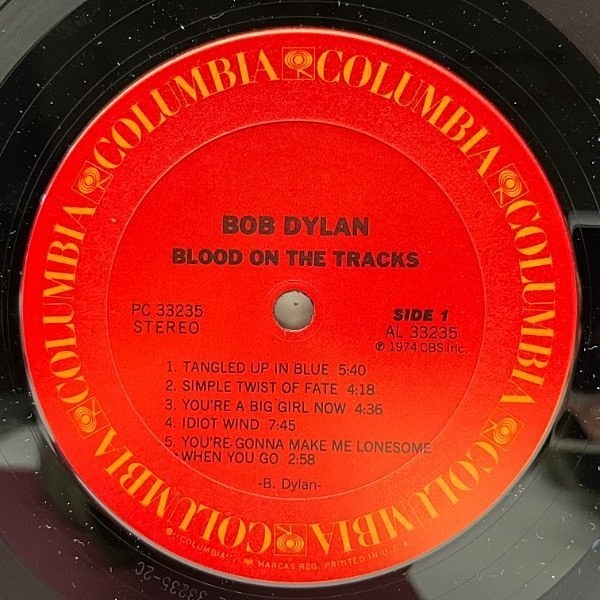 COLUMBIA COLUMBIA COLUMBIA COLUMBIA COLUMBIA COLUMBIA
BOB DYLAN
BLOOD ON THE TRACKS
PC 33235
STEREO
SIDE 1
AL 33235
℗ 1974 CBS Inc.
1. TANGLED UP IN BLUE 5:40
2. SIMPLE TWIST OF FATE 4:18
3. YOU'RE A BIG GIRL NOW 4:36
4. IDIOT WIND 7:45
5. YOU'RE GONNA MAKE ME LONESOME
WHEN YOU GO 2:58
-B. Dylan-
"COLUMBIA" MARCAS REG. PRINTED IN U.S.A.
33235-2C